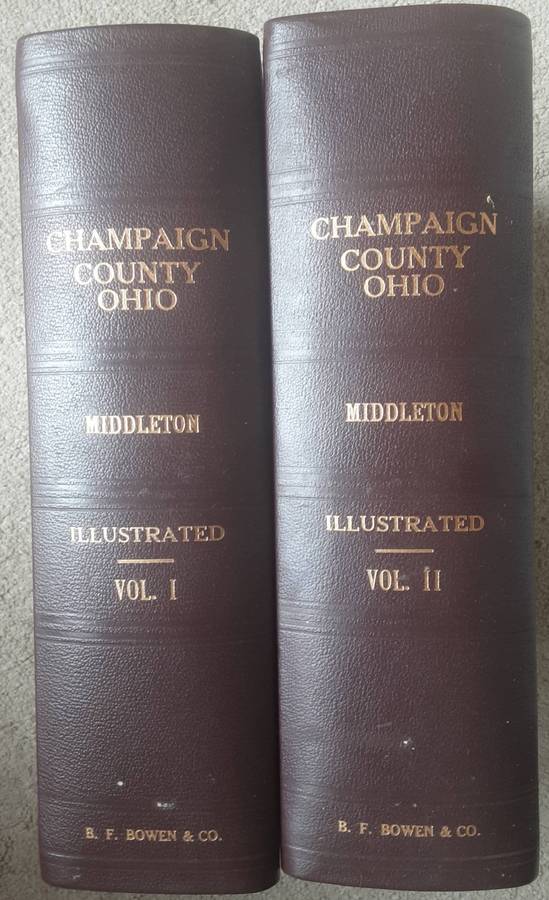 CHAMPAIGN
COUNTY
OHIO
MIDDLETON
ILLUSTRATED
VOL. I
B. F. BOWEN & CO.
CHAMPAIGN
COUNTY
OHIO
MIDDLETON
ILLUSTRATED
VOL. II
B. F. BOWEN & CO.